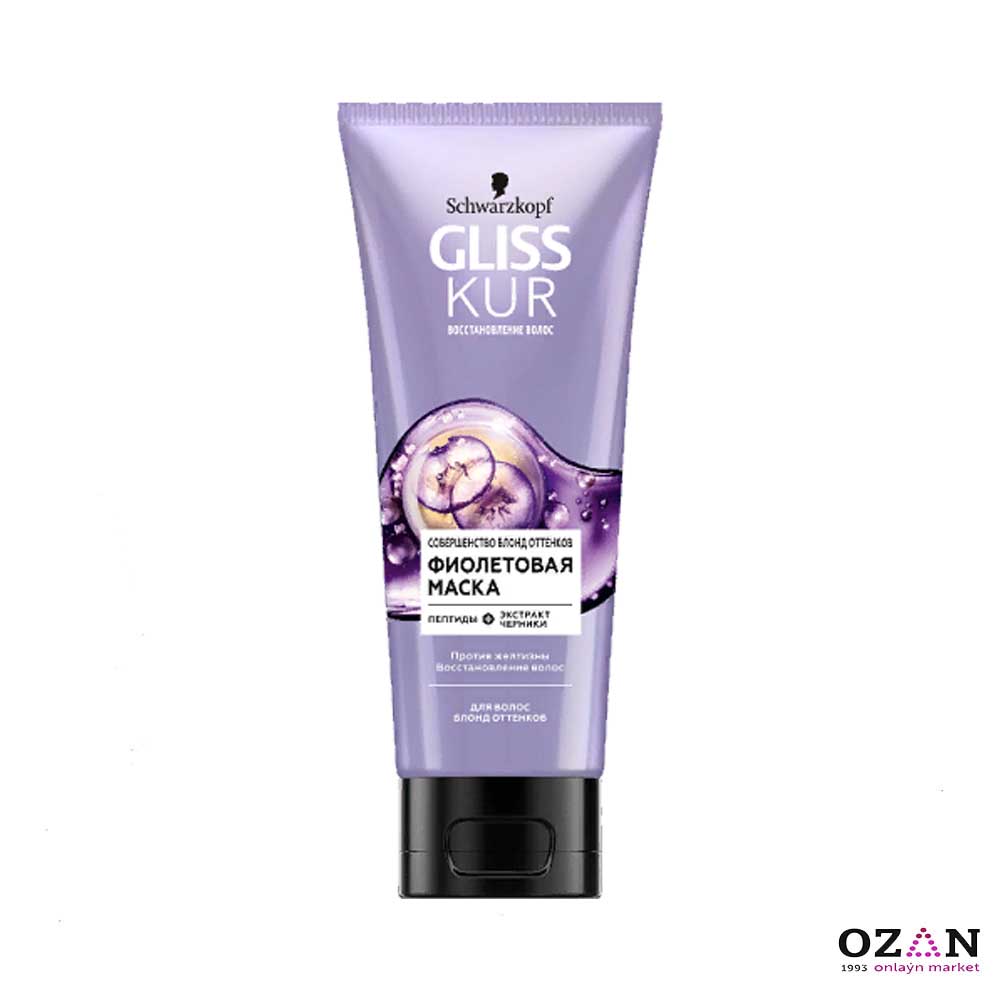 Schwarzkopf
GLISS
KUR
ВОССТАНОВЛЕНИЕ ВОЛОС
СОВЕРШЕНСТВО БЛОНД ОТТЕНКОВ
ФИОЛЕТОВАЯ
МАСКА
ПЕПТИДЫ + ЭКСТРАКТ
ЧЕРНИКИ
Против желтизны
Восстановление волос
ДЛЯ ВОЛОС
БЛОНД ОТТЕНКОВ
OZAN
1993 onlaýn market